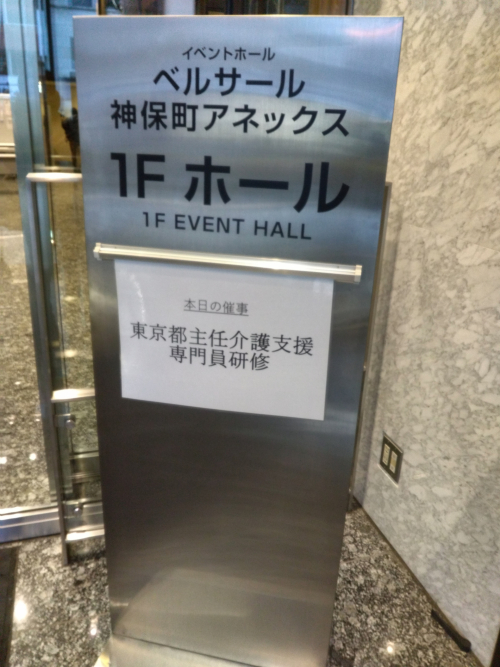 イベントホール
ベルサール
神保町アネックス
1F ホール
1F EVENT HALL
本日の催事
東京都主任介護支援
専門員研修